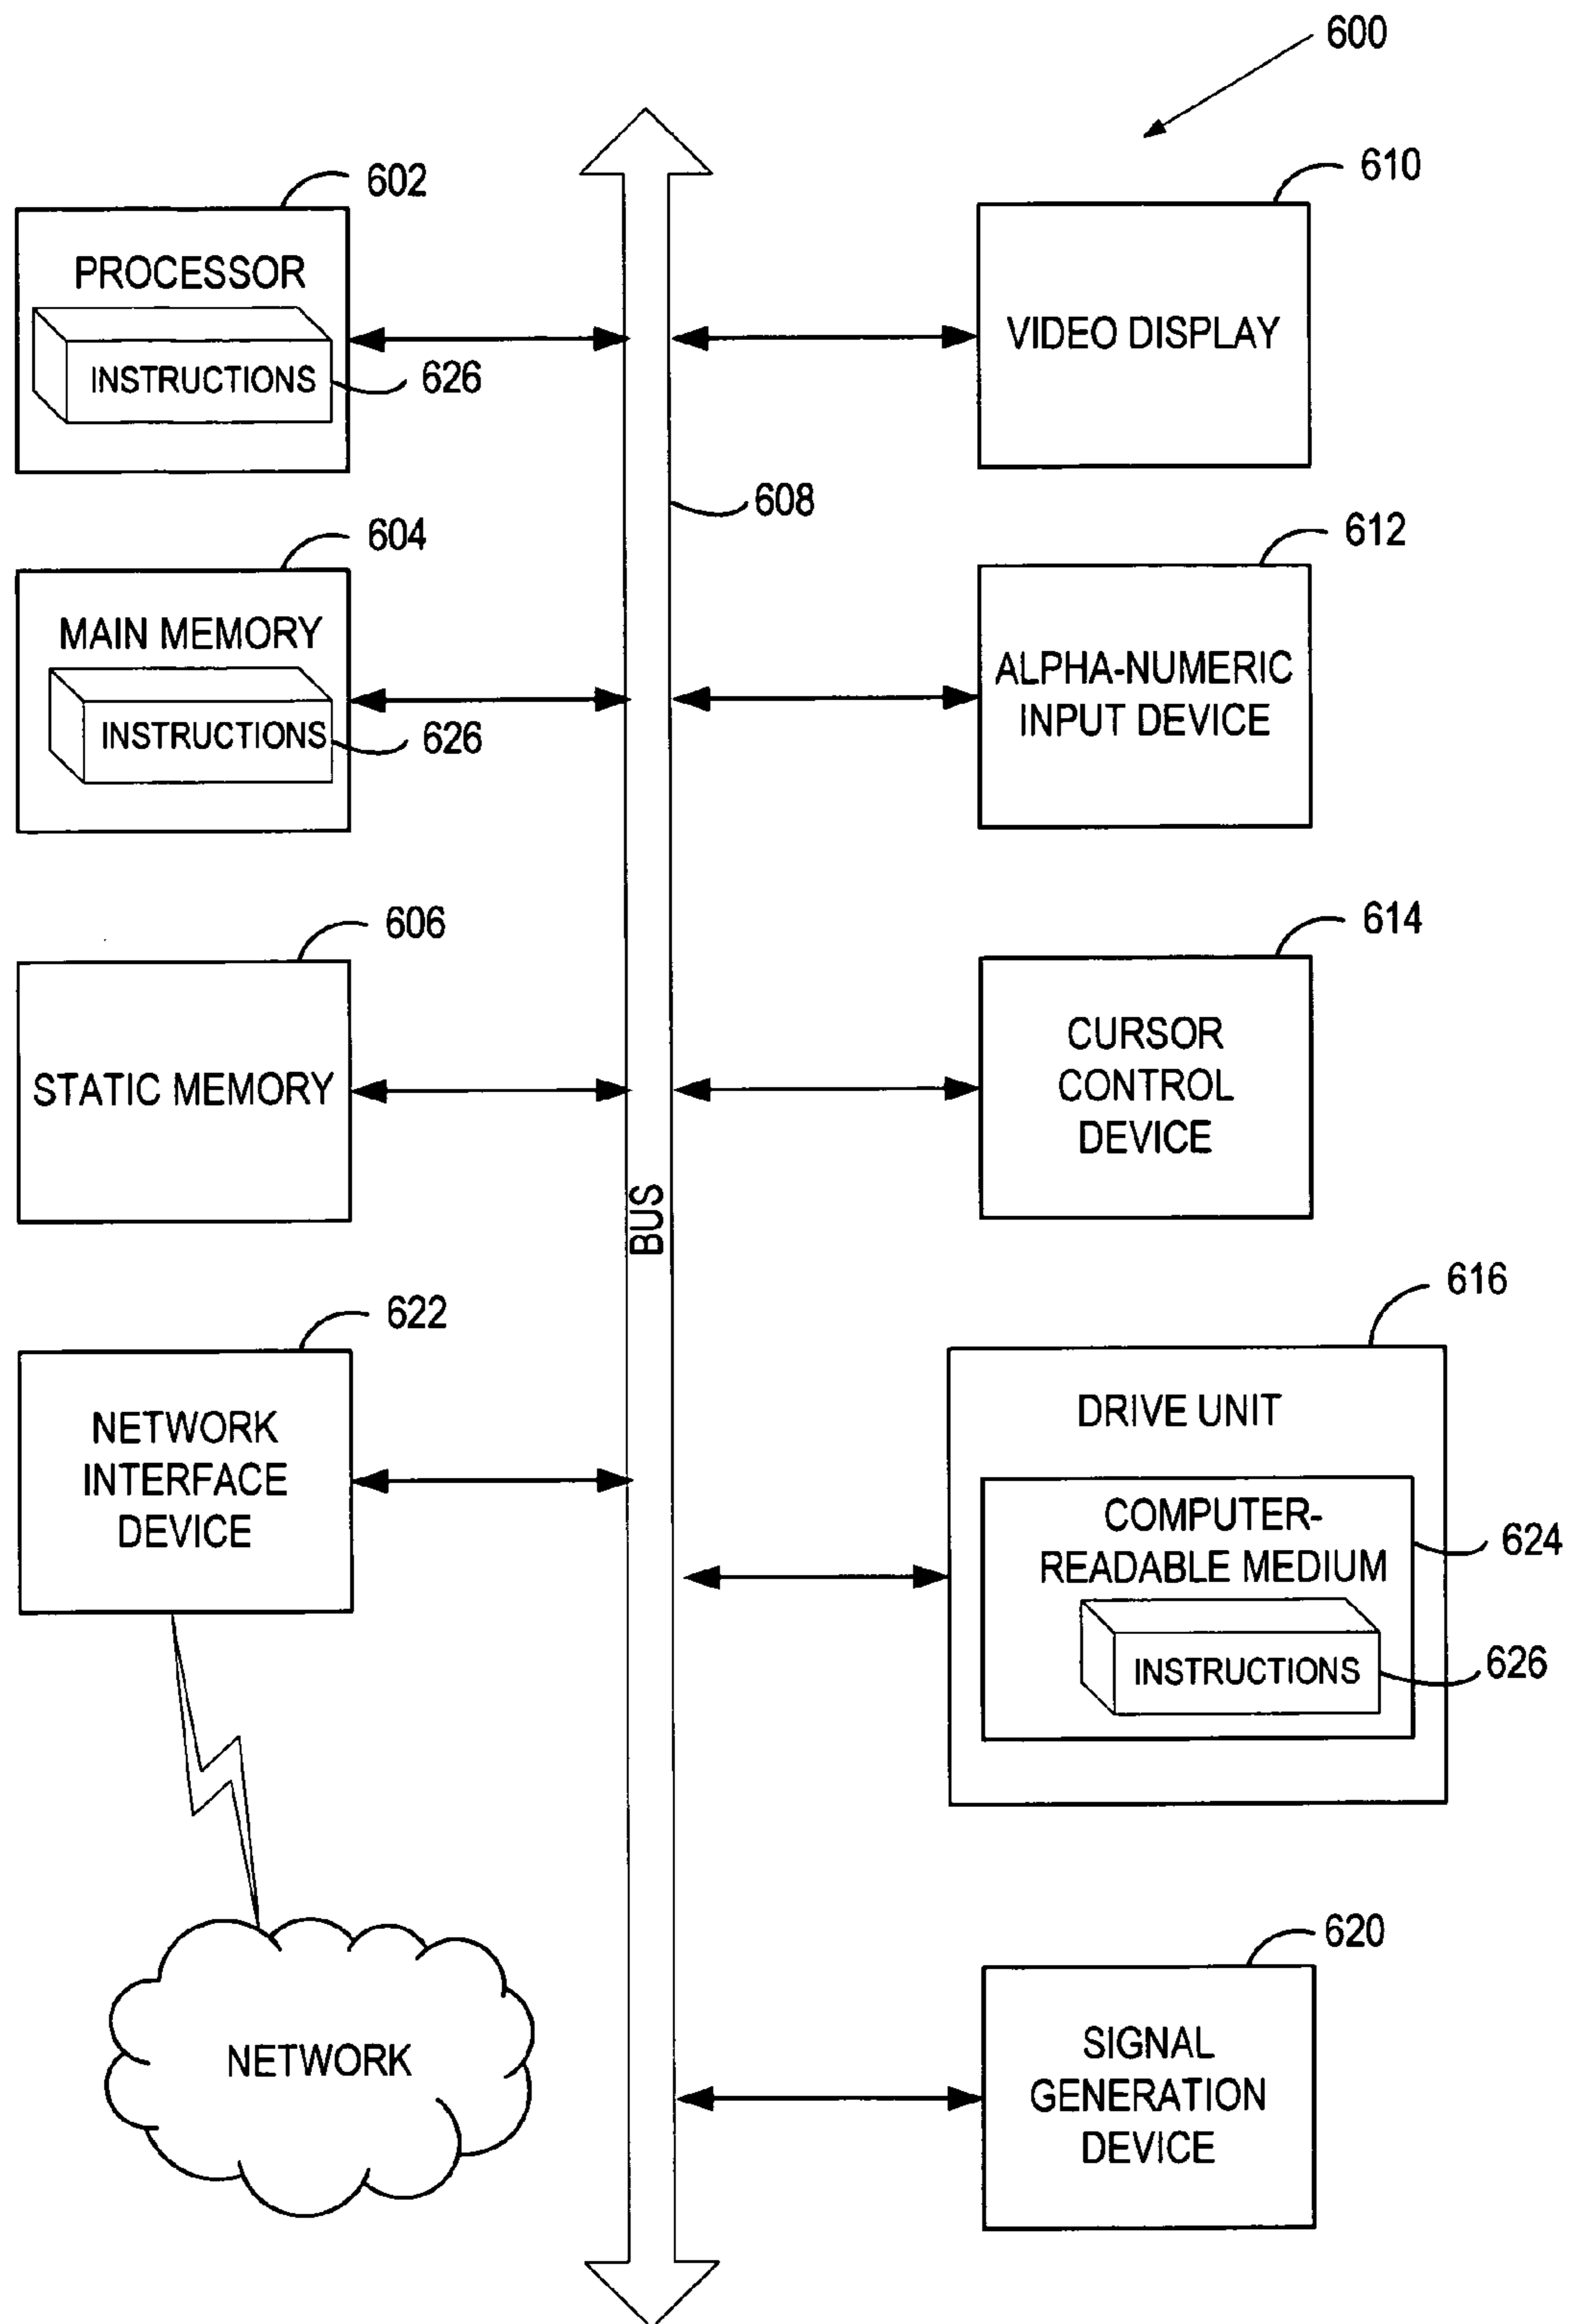 600
602
PROCESSOR
INSTRUCTIONS
626
610
VIDEO DISPLAY
608
604
MAIN MEMORY
INSTRUCTIONS
626
612
ALPHA-NUMERIC
INPUT DEVICE
606
STATIC MEMORY
614
CURSOR
CONTROL
DEVICE
BUS
622
NETWORK
INTERFACE
DEVICE
616
DRIVE UNIT
COMPUTER-
READABLE MEDIUM
624
INSTRUCTIONS
626
NETWORK
620
SIGNAL
GENERATION
DEVICE